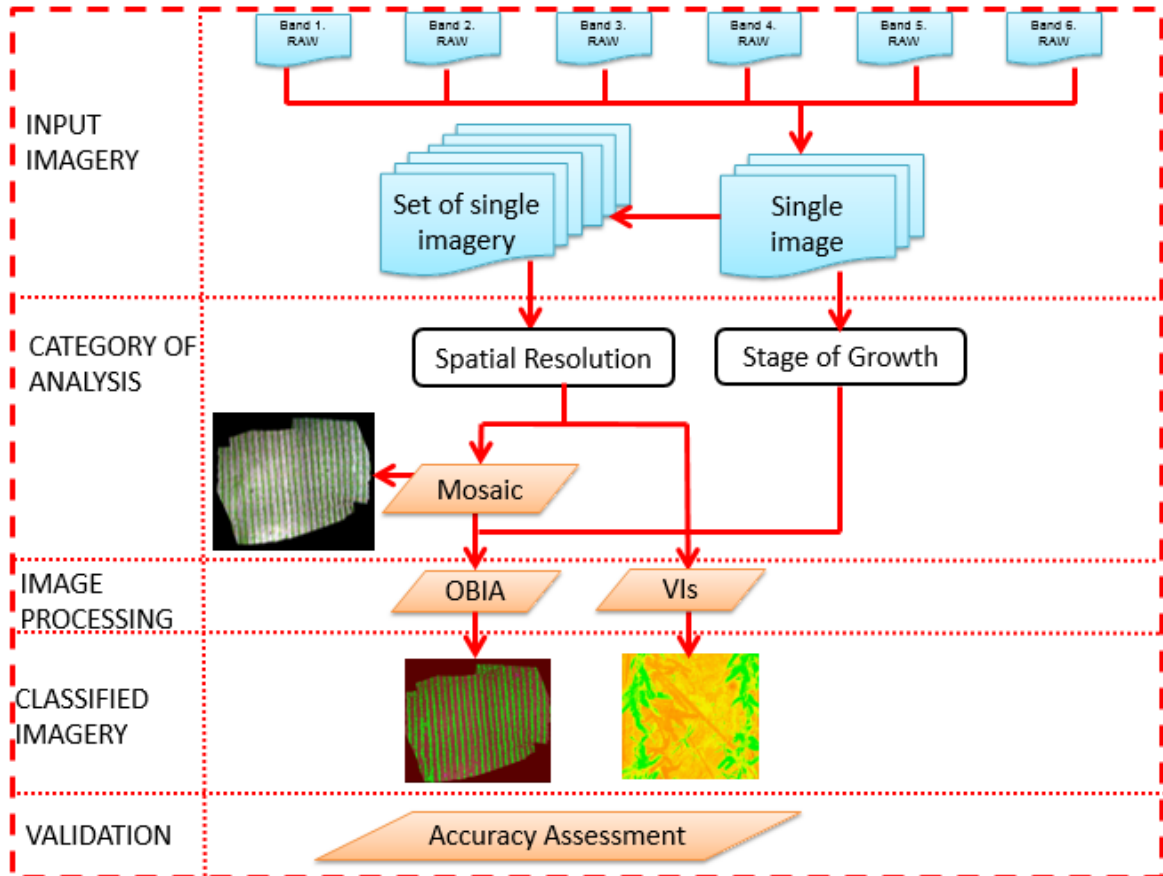 Band 1.
RAW
Band 2.
RAW
Band 3.
RAW
Band 4.
RAW
Band 5.
RAW
Band 6.
RAW
INPUT
IMAGERY
Set of single
imagery
Single
image
CATEGORY OF
ANALYSIS
Spatial Resolution
Stage of Growth
Mosaic
IMAGE
PROCESSING
OBIA
VIs
CLASSIFIED
IMAGERY
VALIDATION
Accuracy Assessment